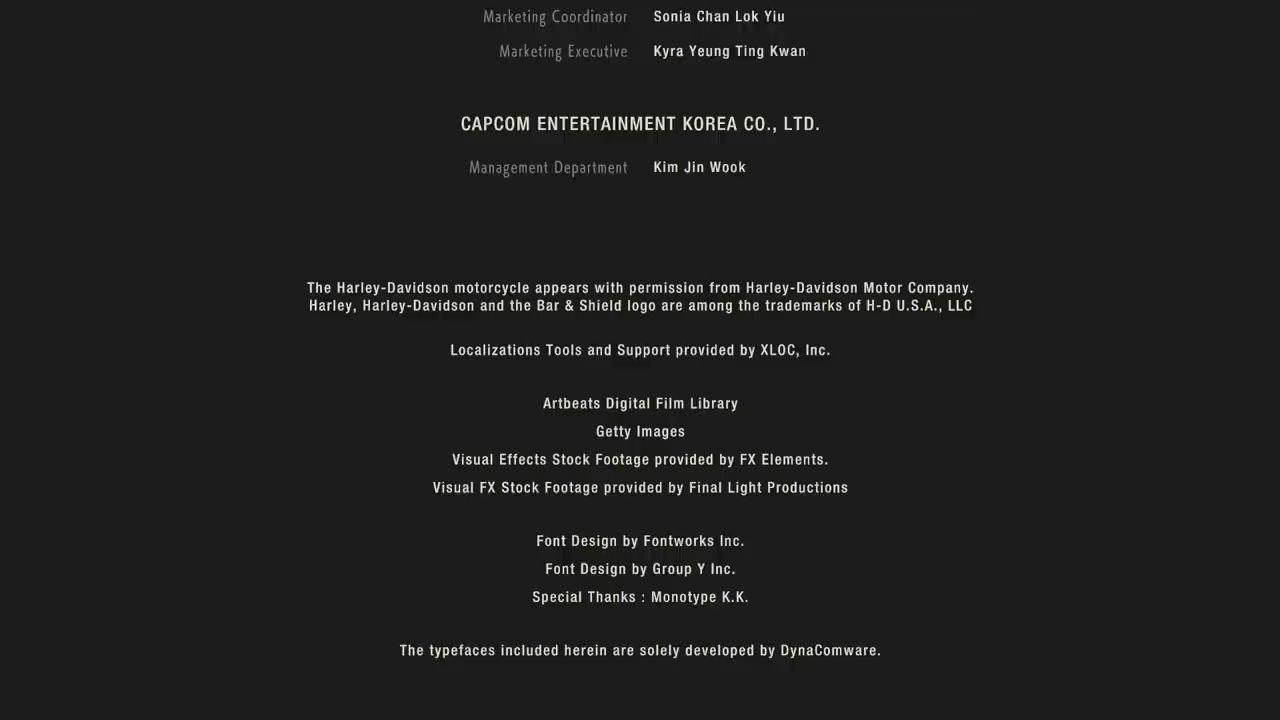 Marketing Coordinator Sonia Chan Lok Yiu
Marketing Executive Kyra Yeung Ting Kwan
CAPCOM ENTERTAINMENT KOREA CO., LTD.
Management Department Kim Jin Wook
The Harley-Davidson motorcycle appears with permission from Harley-Davidson Motor Company.
Harley, Harley-Davidson and the Bar & Shield logo are among the trademarks of H-D U.S.A., LLC
Localizations Tools and Support provided by XLOC, Inc.
Artbeats Digital Film Library
Getty Images
Visual Effects Stock Footage provided by FX Elements.
Visual FX Stock Footage provided by Final Light Productions
Font Design by Fontworks Inc.
Font Design by Group Y Inc.
Special Thanks : Monotype K.K.
The typefaces included herein are solely developed by DynaComware.